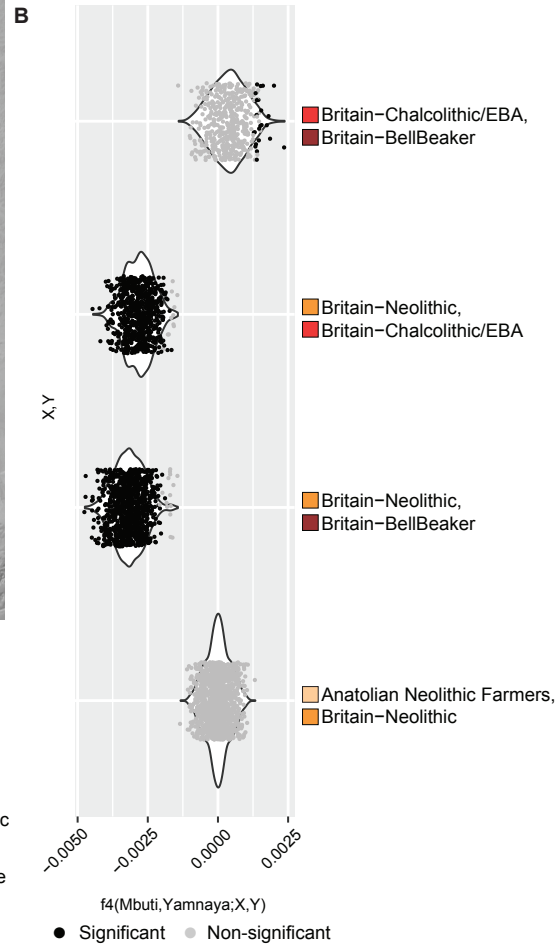 B
Britain−Chalcolithic/EBA,
Britain−BellBeaker
Britain−Neolithic,
Britain−Chalcolithic/EBA
X,Y
Britain−Neolithic,
Britain−BellBeaker
Anatolian Neolithic Farmers,
Britain−Neolithic
c
e
−0.0050
−0.0025
0.0000
0.0025
f4(Mbuti,Yamnaya;X,Y)
Significant Non−significant